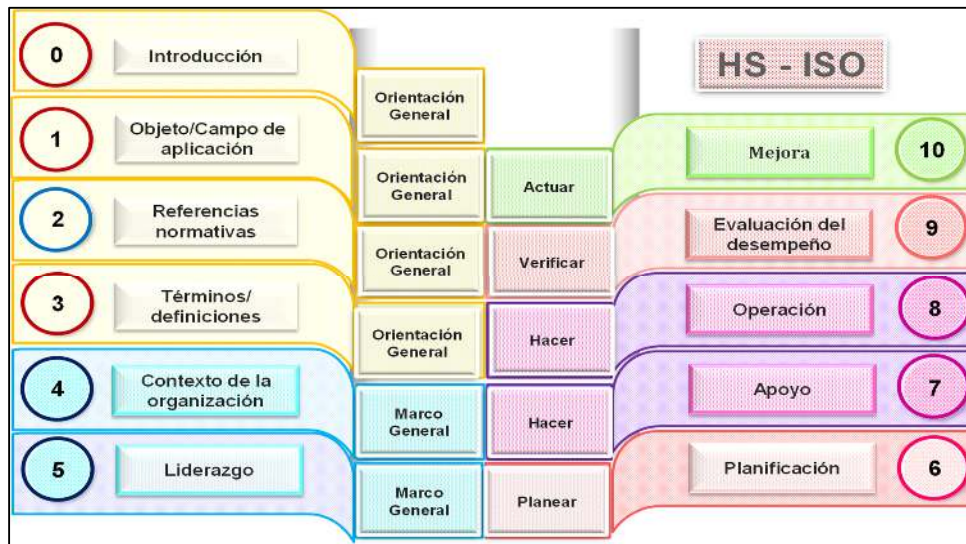 0
Introducción
Orientación
General
1
Objeto/Campo de
aplicación
Orientación
General
2
Referencias
normativas
Orientación
General
3
Términos/
definiciones
Orientación
General
4
Contexto de la
organización
Marco
General
5
Liderazgo
Marco
General
HS - ISO
Actuar
Mejora
10
Verificar
Evaluación del
desempeño
9
Hacer
Operación
8
Hacer
Apoyo
7
Planear
Planificación
6